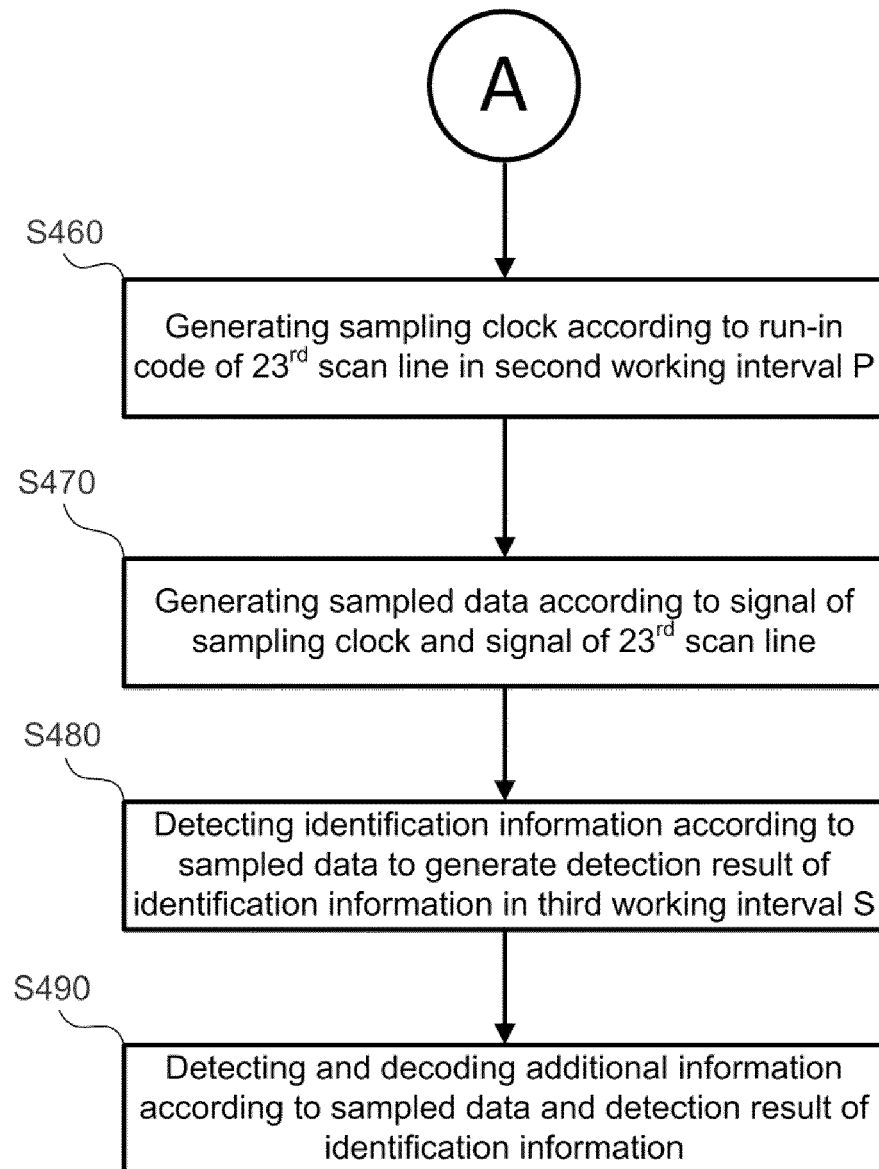 A
S460
Generating sampling clock according to run-in
code of 23rd scan line in second working interval P
S470
Generating sampled data according to signal of
sampling clock and signal of 23rd scan line
S480
Detecting identification information according to
sampled data to generate detection result of
identification information in third working interval S
S490
Detecting and decoding additional information
according to sampled data and detection result of
identification information